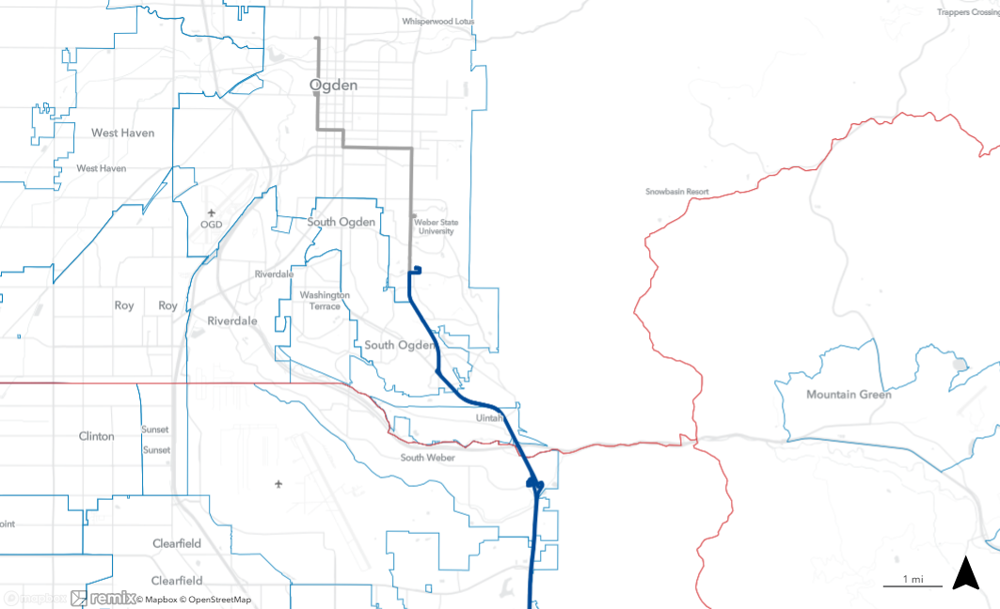 Trappers Crossing
Whisperwood Lotus
Ogden
West Haven
West Haven
Snowbasin Resort
OGD
South Ogden
Weber State
University
Riverdale
Washington
Terrace
Roy
Roy
Riverdale
South Ogden
Mountain Green
Uintah
Sunset
Clinton
Sunset
South Weber
oint
Clearfield
Clearfield
1 mi
mapbox
remix © Mapbox © OpenStreetMap